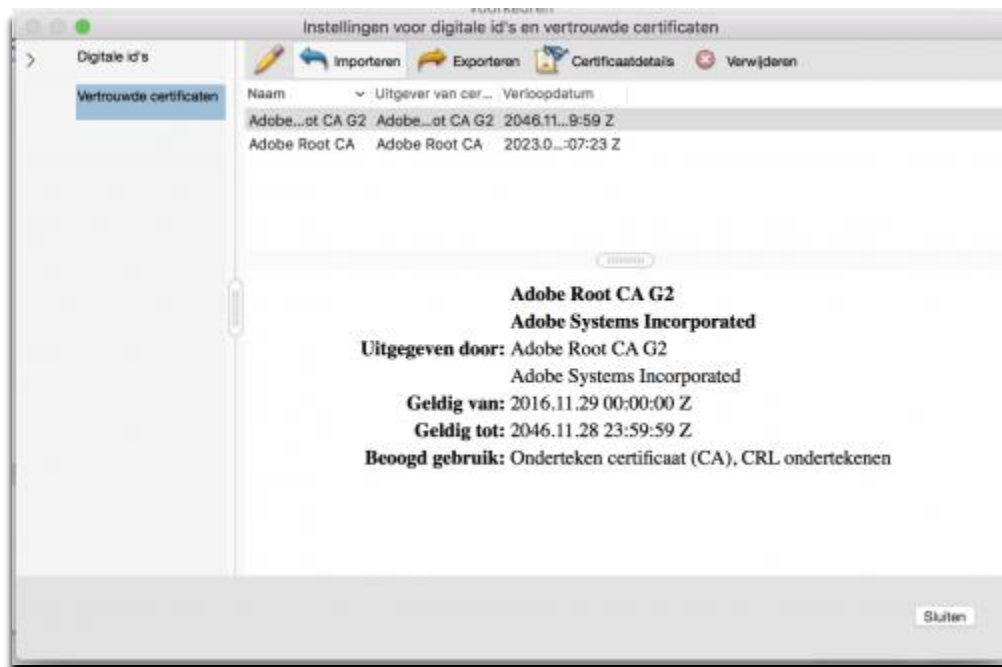 Voorkeuren
Instellingen voor digitale id's en vertrouwde certificaten
Digitale id's
Vertrouwde certificaten
Importeren Exporteren Certificaatdetails Verwijderen
Naam Uitgever van cer... Verloopdatum
Adobe...ot CA G2 Adobe...ot CA G2 2046.11...9:59 Z
Adobe Root CA Adobe Root CA 2023.0...:07:23 Z
Adobe Root CA G2
Adobe Systems Incorporated
Uitgegeven door: Adobe Root CA G2
Adobe Systems Incorporated
Geldig van: 2016.11.29 00:00:00 Z
Geldig tot: 2046.11.28 23:59:59 Z
Beoogd gebruik: Onderteken certificaat (CA), CRL ondertekenen
Sluiten